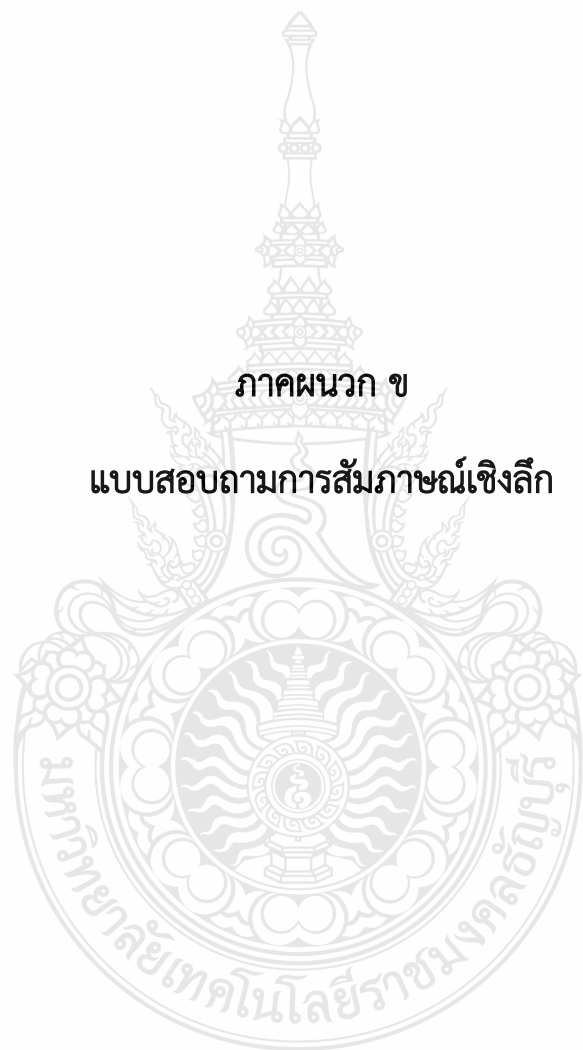 ภาคผนวก ข
แบบสอบถามการสัมภาษณ์เชิงลึก
มหาวิทยาลัยเทคโนโลยีราชมงคลธัญบุรี